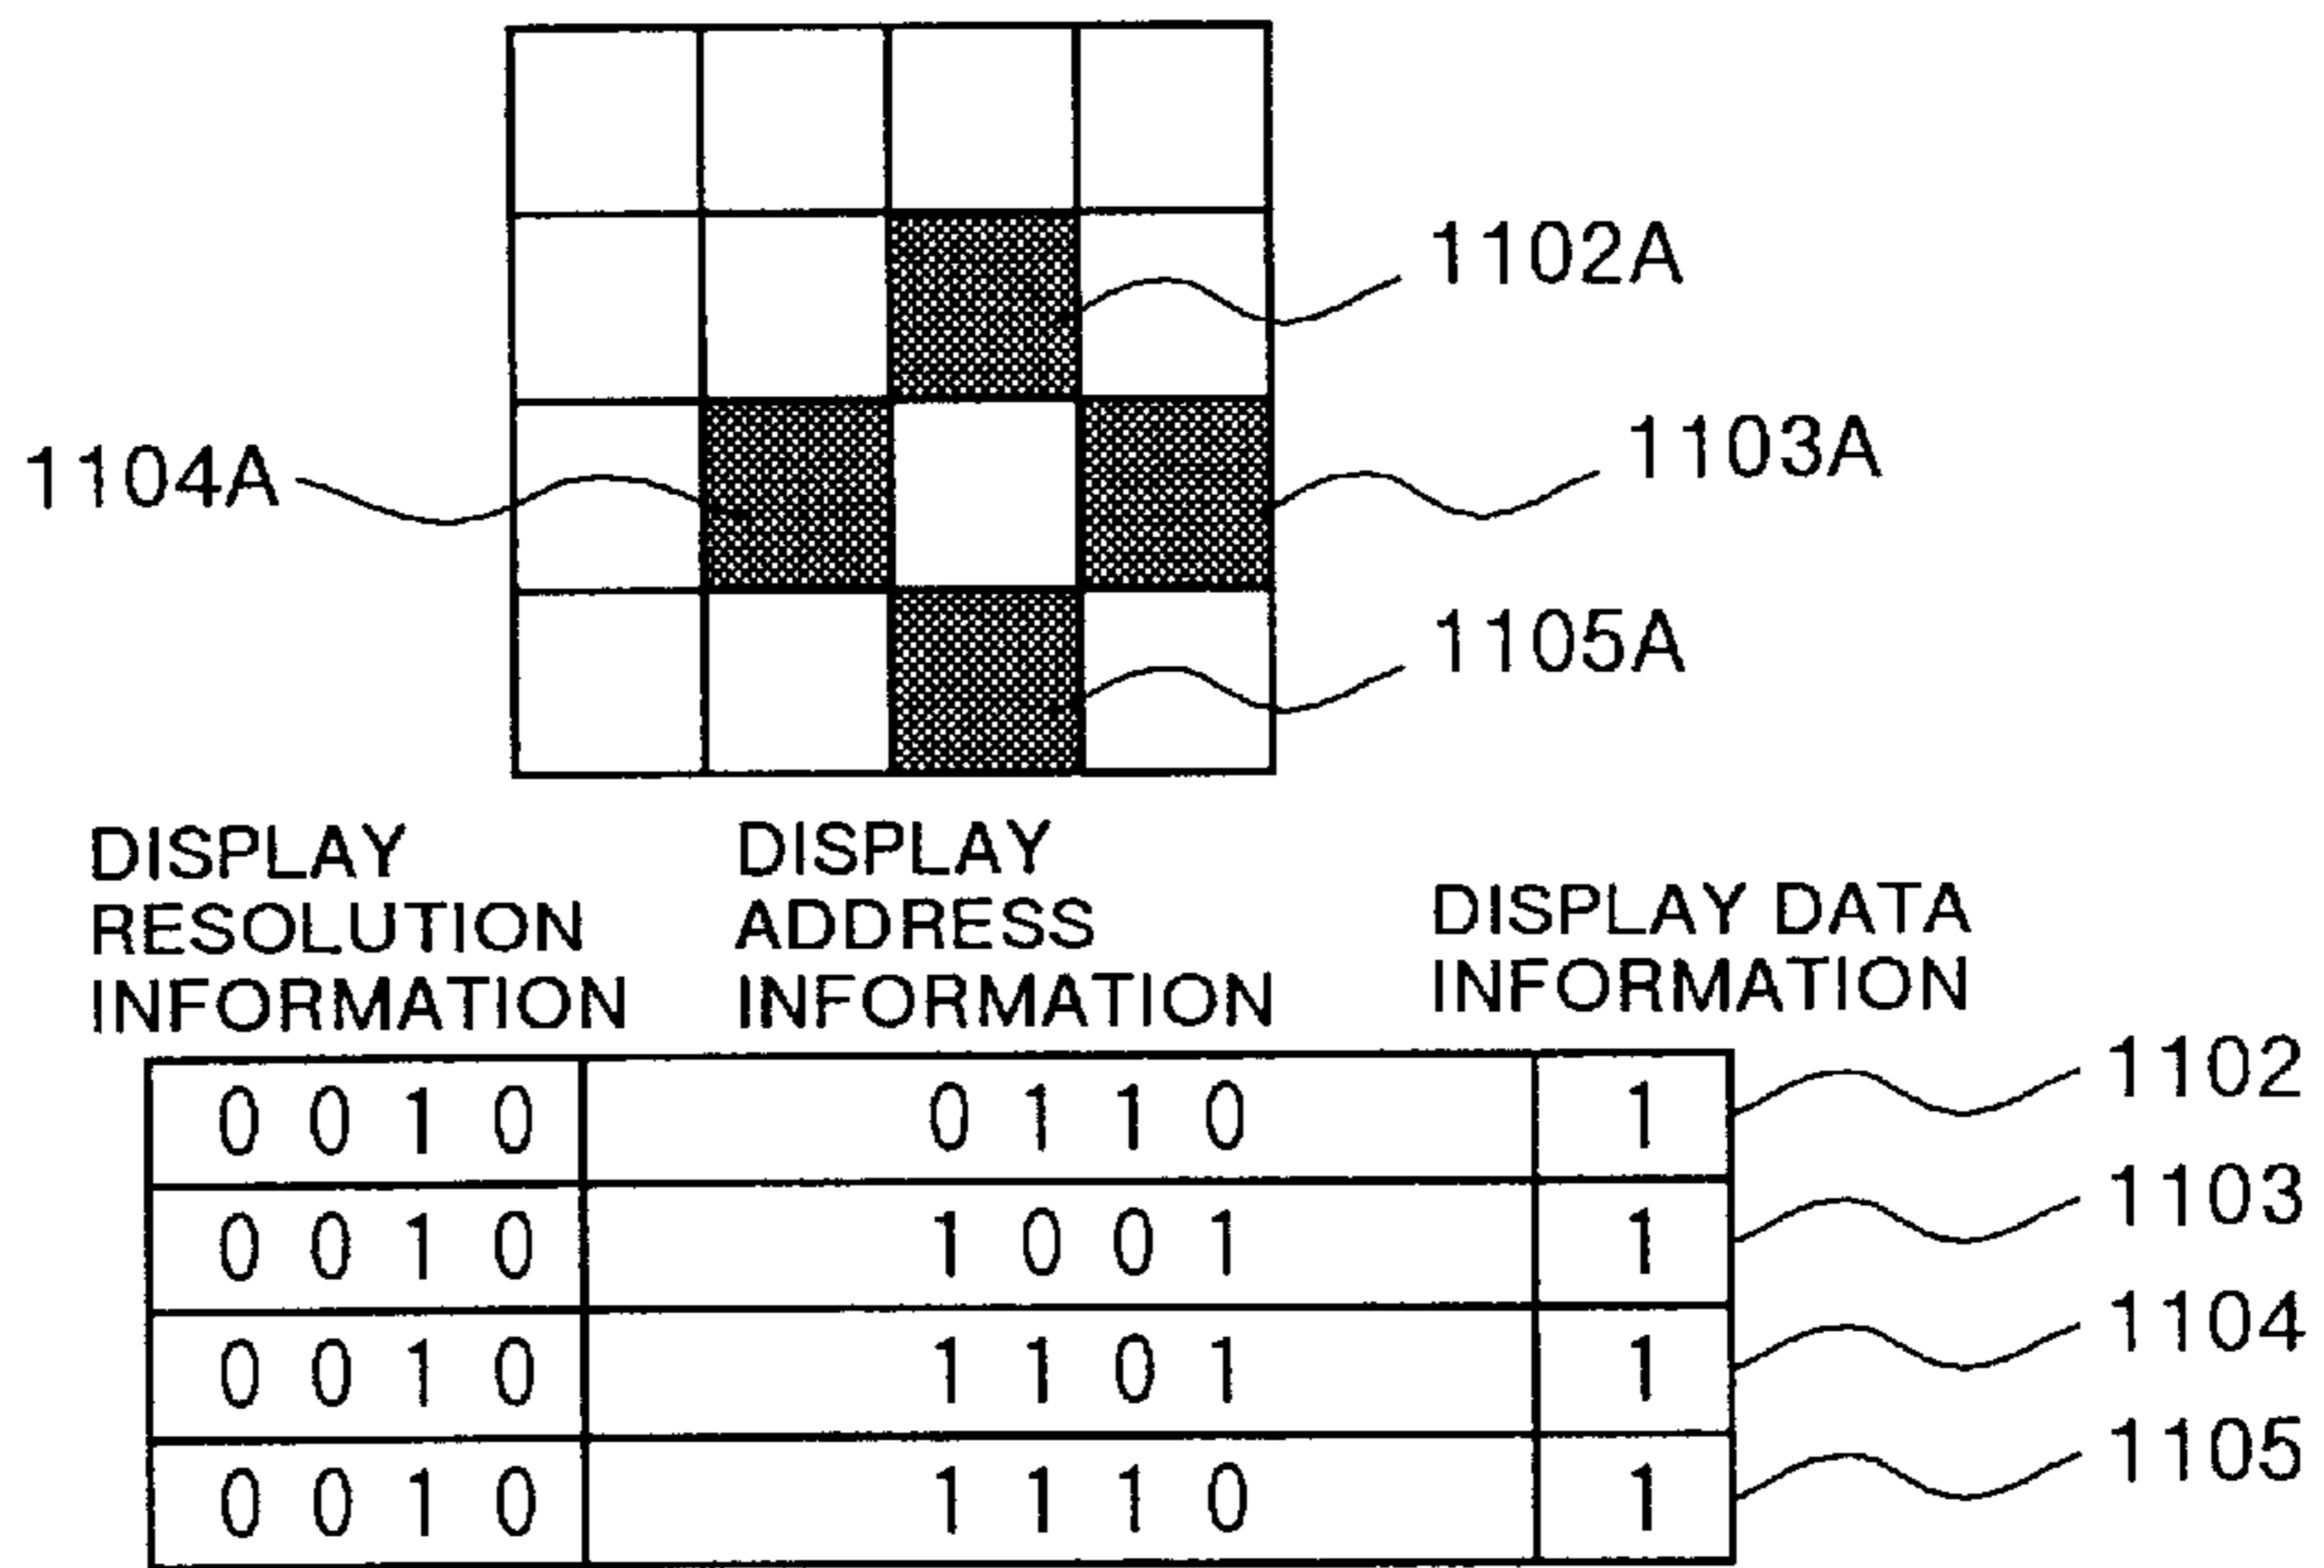 1102A
1104A
1103A
1105A
DISPLAY
RESOLUTION
INFORMATION
DISPLAY
ADDRESS
INFORMATION
DISPLAY DATA
INFORMATION
0 0 1 0 0 1 1 0 1 1102
0 0 1 0 1 0 0 1 1 1103
0 0 1 0 1 1 0 1 1 1104
0 0 1 0 1 1 1 0 1 1105